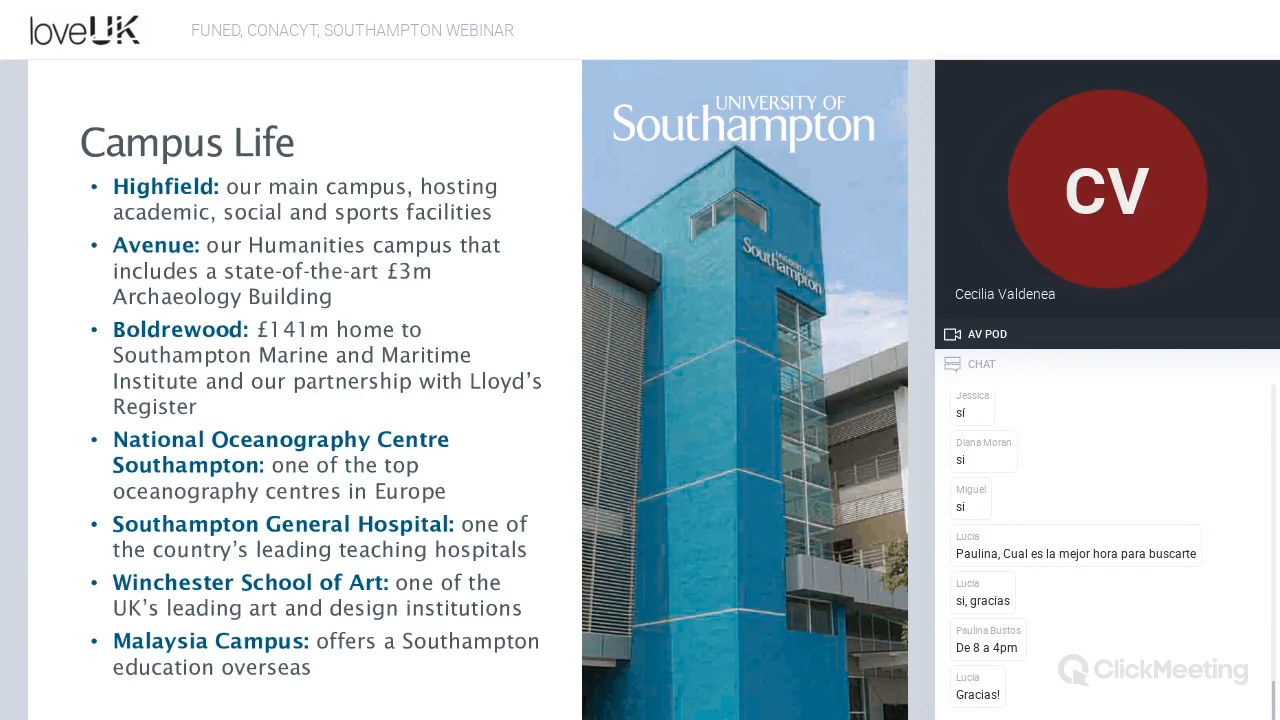 loveUK
FUNED, CONACYT, SOUTHAMPTON WEBINAR
Campus Life
• Highfield: our main campus, hosting
academic, social and sports facilities
• Avenue: our Humanities campus that
includes a state-of-the-art £3m
Archaeology Building
• Boldrewood: £141m home to
Southampton Marine and Maritime
Institute and our partnership with Lloyd’s
Register
• National Oceanography Centre
Southampton: one of the top
oceanography centres in Europe
• Southampton General Hospital: one of
the country’s leading teaching hospitals
• Winchester School of Art: one of the
UK’s leading art and design institutions
• Malaysia Campus: offers a Southampton
education overseas
UNIVERSITY OF
Southampton
UNIVERSITY OF
Southampton
CV
Cecilia Valdenea
AV POD
CHAT
Jessica
sí
Diana Moran
si
Miguel
si
Lucía
Paulina, Cual es la mejor hora para buscarte
Lucía
si, gracias
Paulina Bustos
De 8 a 4pm
Lucía
Gracias!
ClickMeeting